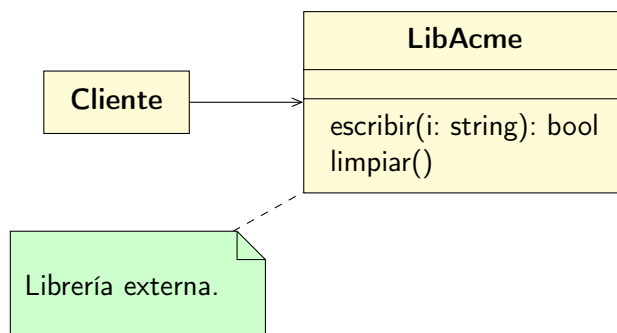 LibAcme
Cliente
escribir(i: string): bool
limpiar()
Librería externa.